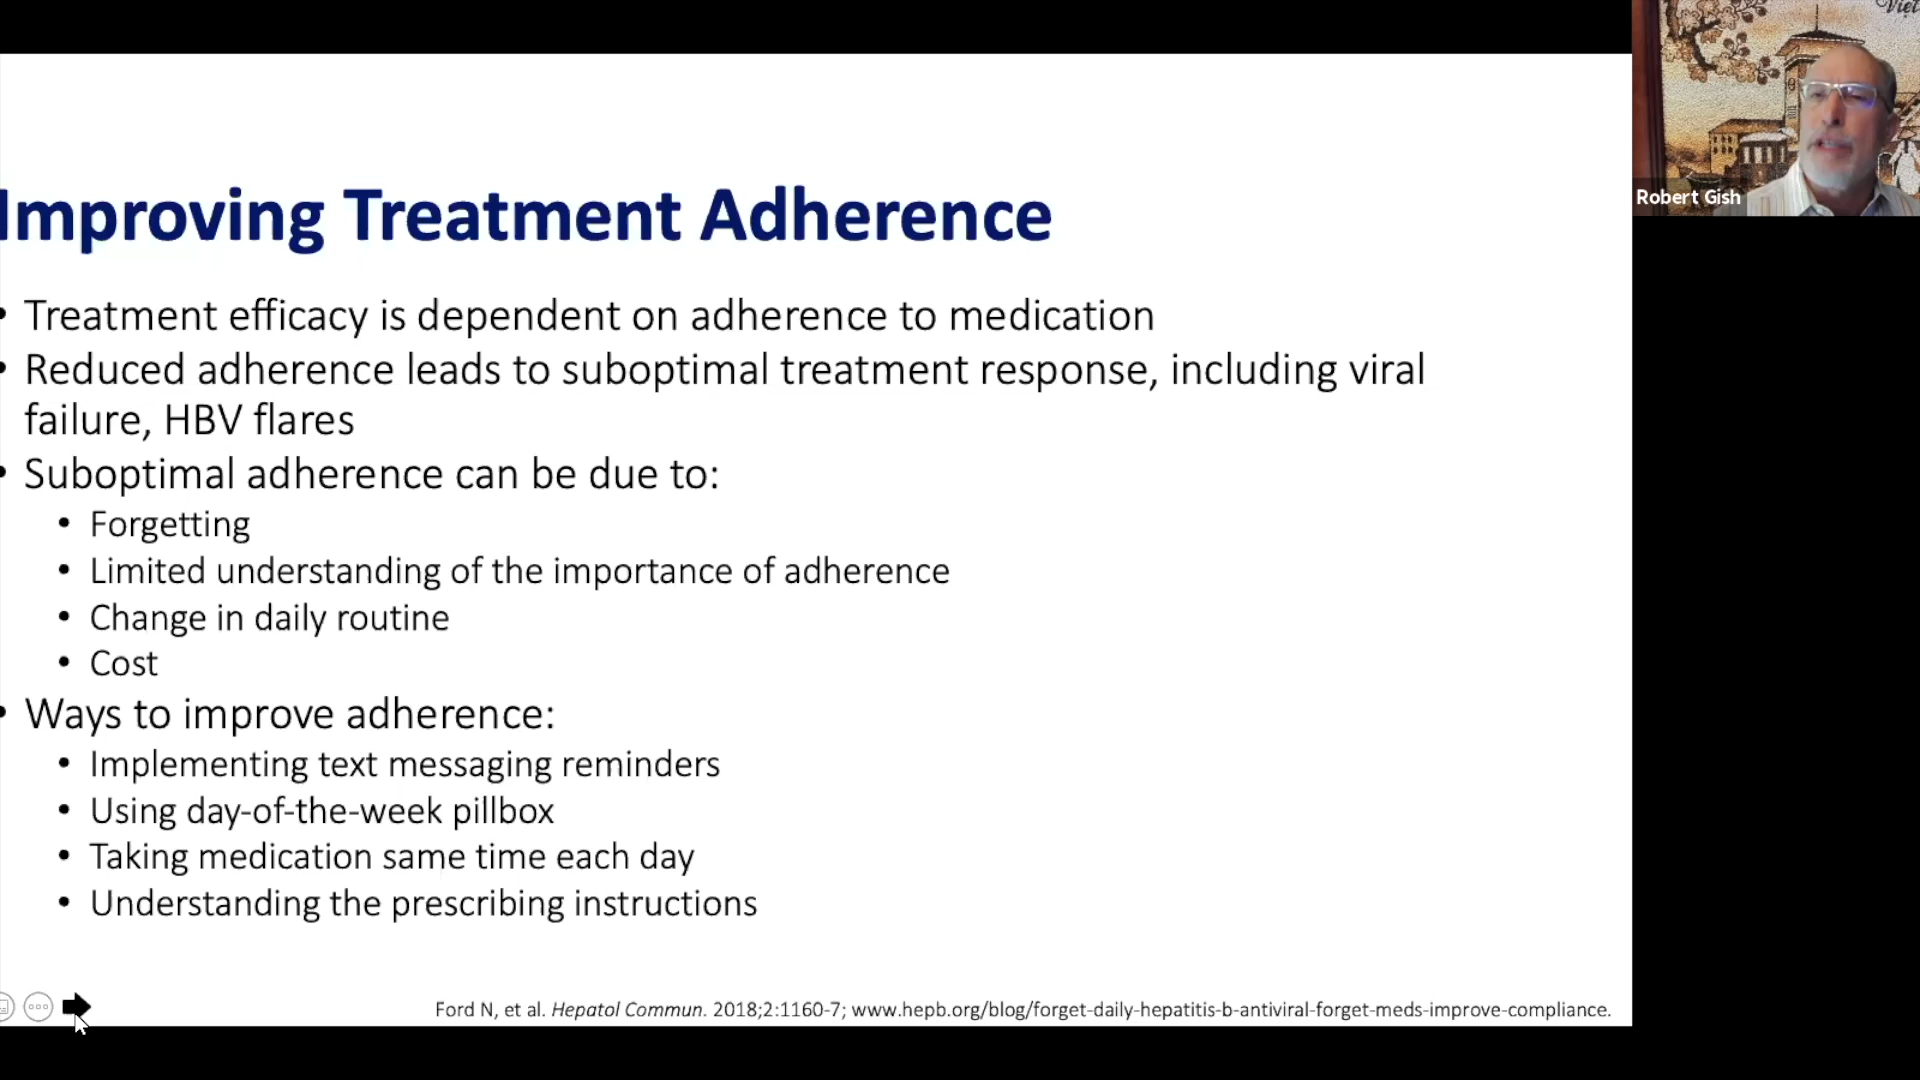 Việt
Robert Gish
Improving Treatment Adherence
• Treatment efficacy is dependent on adherence to medication
• Reduced adherence leads to suboptimal treatment response, including viral
failure, HBV flares
• Suboptimal adherence can be due to:
• Forgetting
• Limited understanding of the importance of adherence
• Change in daily routine
• Cost
• Ways to improve adherence:
• Implementing text messaging reminders
• Using day-of-the-week pillbox
• Taking medication same time each day
• Understanding the prescribing instructions
Ford N, et al. Hepatol Commun. 2018;2:1160-7; www.hepb.org/blog/forget-daily-hepatitis-b-antiviral-forget-meds-improve-compliance.